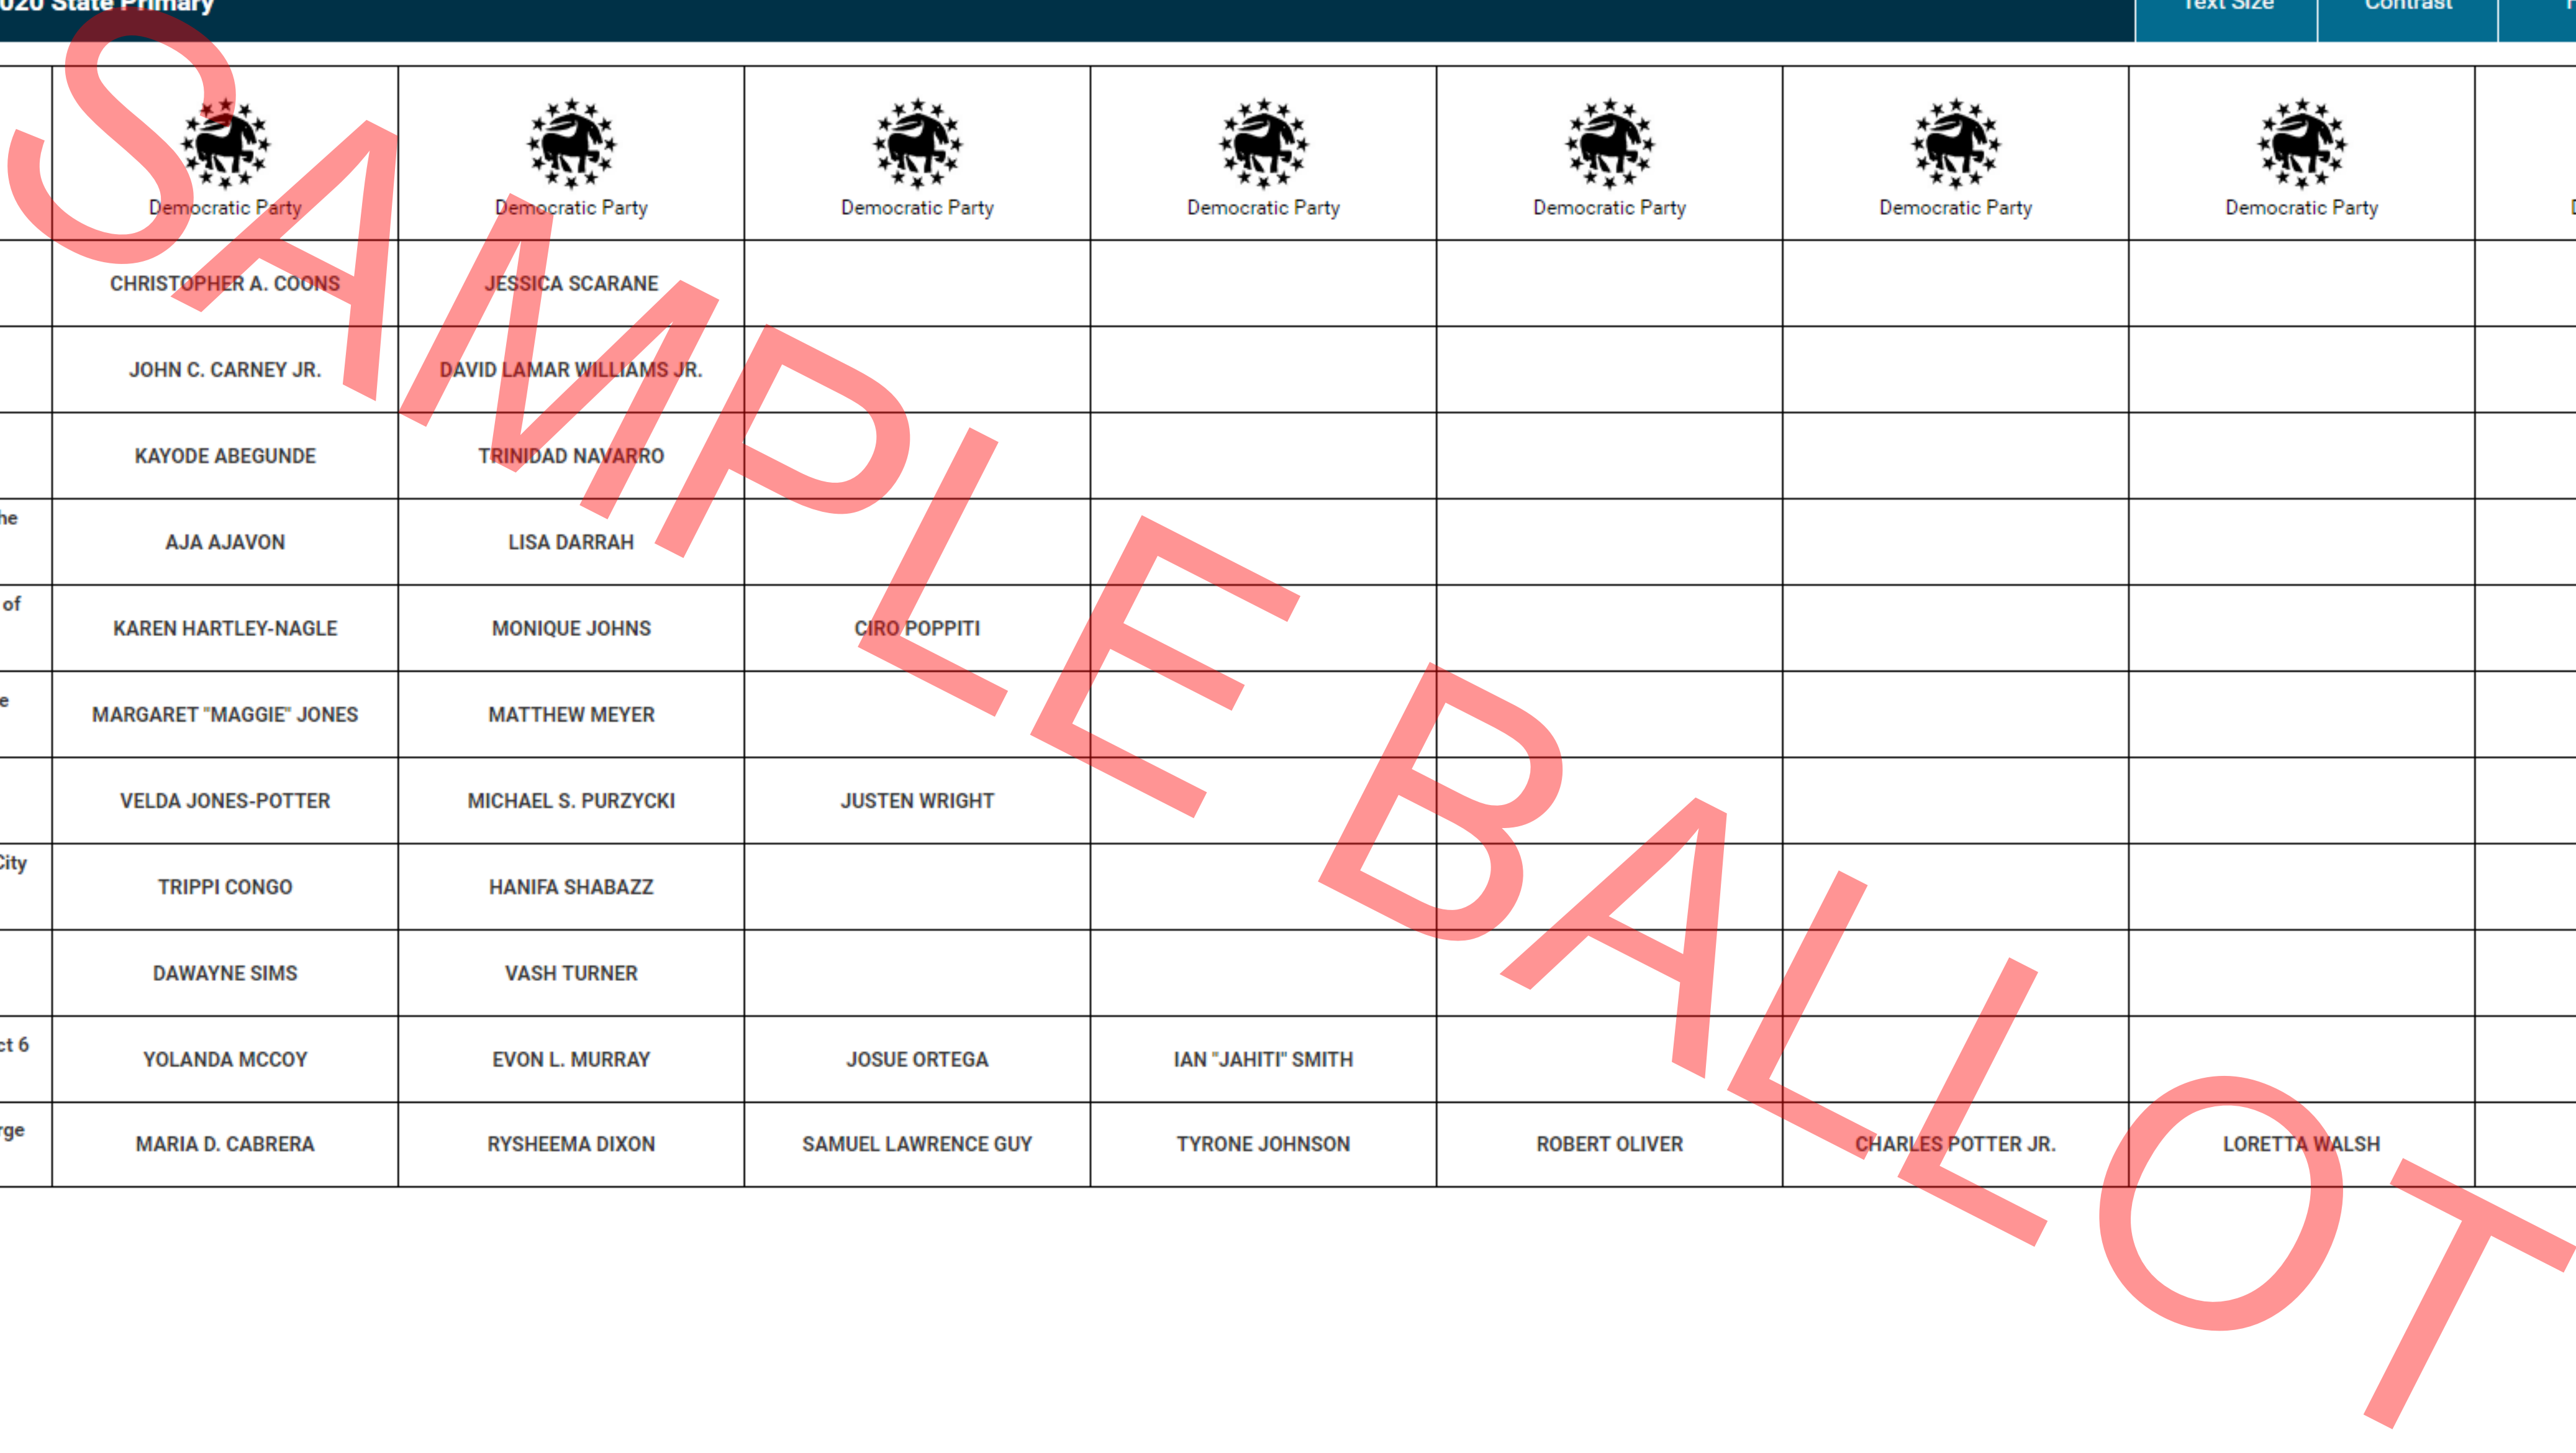 020 State Primary Text Size Contrast
Democratic Party Democratic Party Democratic Party Democratic Party Democratic Party Democratic Party Democratic Party
CHRISTOPHER A. COONS JESSICA SCARANE
JOHN C. CARNEY JR. DAVID LAMAR WILLIAMS JR.
KAYODE ABEGUNDE TRINIDAD NAVARRO
he
AJA AJAVON LISA DARRAH
of
KAREN HARTLEY-NAGLE MONIQUE JOHNS CIRO POPPITI
e
MARGARET "MAGGIE" JONES MATTHEW MEYER
VELDA JONES-POTTER MICHAEL S. PURZYCKI JUSTEN WRIGHT
City
TRIPPI CONGO HANIFA SHABAZZ
DAWAYNE SIMS VASH TURNER
ct 6
YOLANDA MCCOY EVON L. MURRAY JOSUE ORTEGA IAN "JAHITI" SMITH
rge
MARIA D. CABRERA RYSHEEMA DIXON SAMUEL LAWRENCE GUY TYRONE JOHNSON ROBERT OLIVER CHARLES POTTER JR. LORETTA WALSH
SAMPLE BALLOT